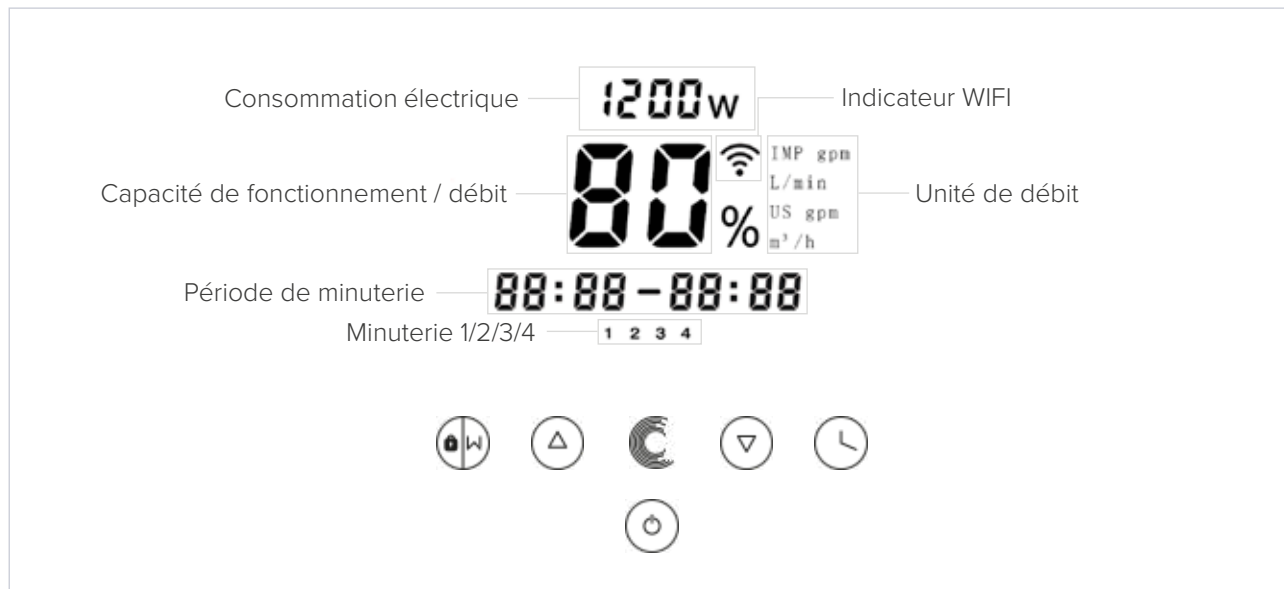 Consommation électrique
1200w
Indicateur WIFI
Capacité de fonctionnement / débit
80 %
IMP gpm
L/min
US gpm
m³/h
Unité de débit
Période de minuterie
88:88-88:88
Minuterie 1/2/3/4
1 2 3 4
W